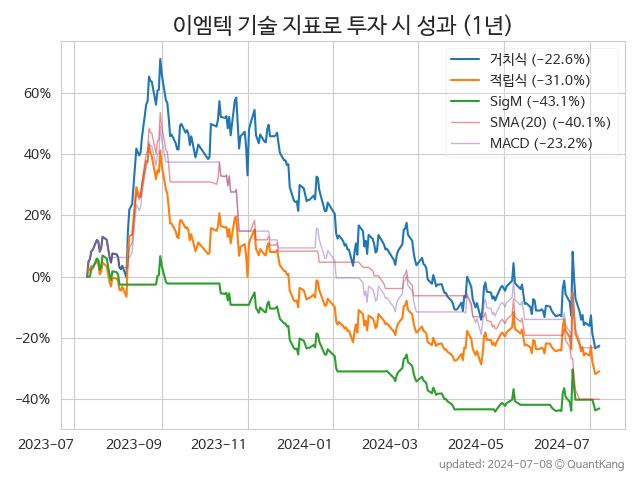 이엠텍 기술 지표로 투자 시 성과 (1년)
거치식 (−22.6%)
적립식 (−31.0%)
SigM (−43.1%)
SMA(20) (−40.1%)
MACD (−23.2%)
60%
40%
20%
0%
−20%
−40%
2023-07 2023-09 2023-11 2024-01 2024-03 2024-05 2024-07
updated: 2024-07-08 © QuantKang